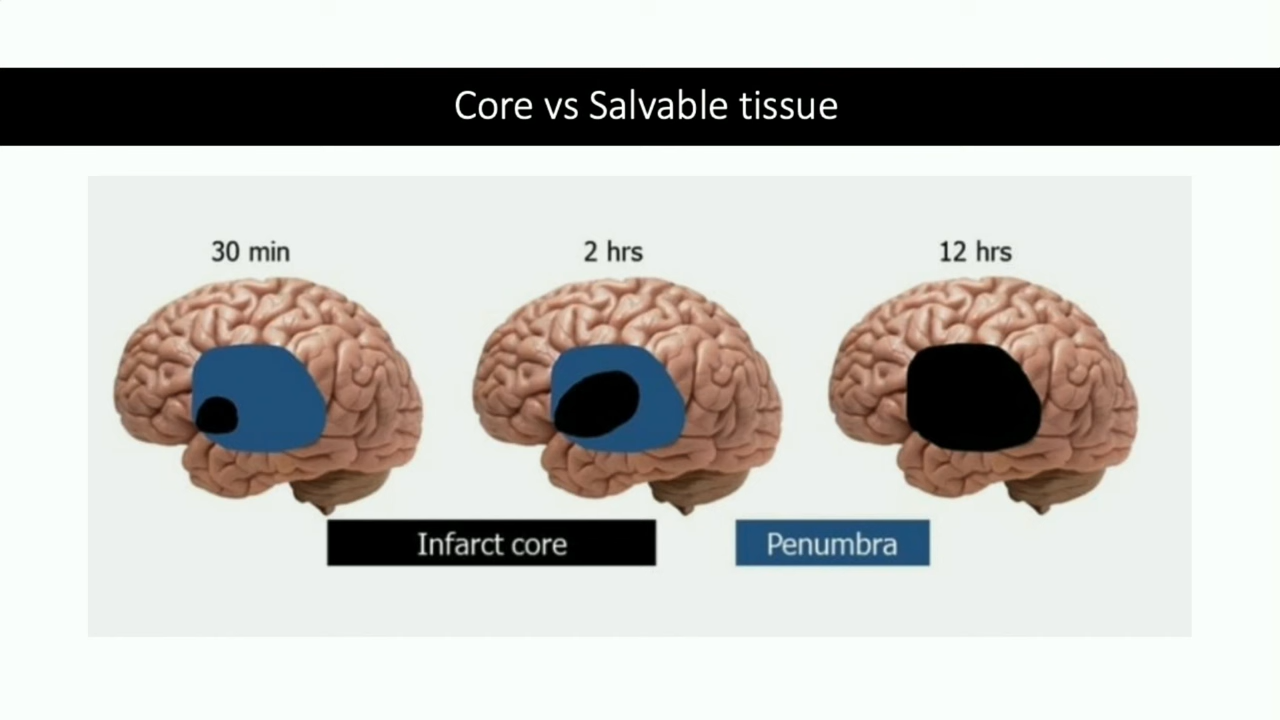 Core vs Salvable tissue
30 min
2 hrs
12 hrs
Infarct core
Penumbra